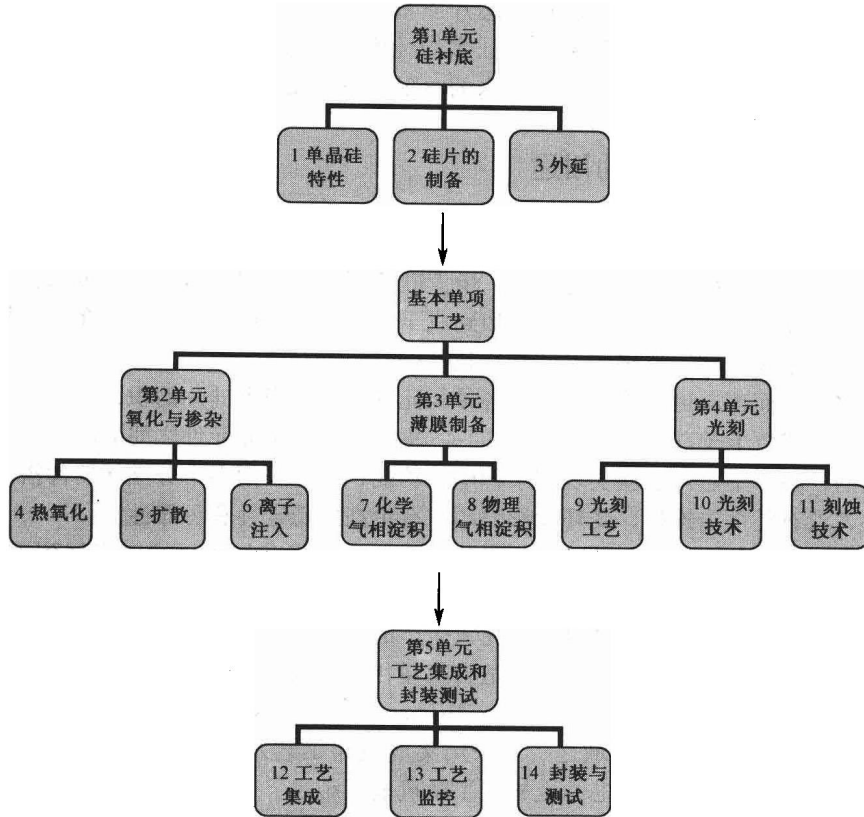 第1单元
硅衬底
1 单晶硅
特性
2 硅片的
制备
3 外延
基本单项
工艺
第2单元
氧化与掺杂
第3单元
薄膜制备
第4单元
光刻
4 热氧化
5 扩散
6 离子
注入
7 化学
气相淀积
8 物理
气相淀积
9 光刻
工艺
10 光刻
技术
11 刻蚀
技术
第5单元
工艺集成和
封装测试
12 工艺
集成
13 工艺
监控
14 封装与
测试